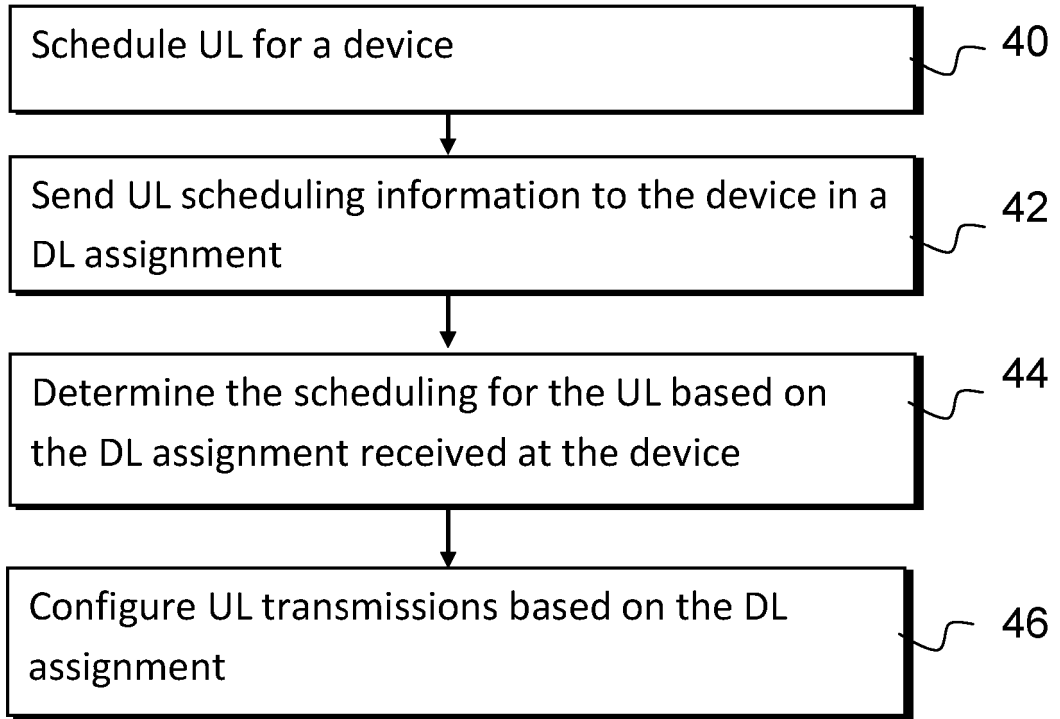 Schedule UL for a device
40
Send UL scheduling information to the device in a
DL assignment
42
Determine the scheduling for the UL based on
the DL assignment received at the device
44
Configure UL transmissions based on the DL
assignment
46